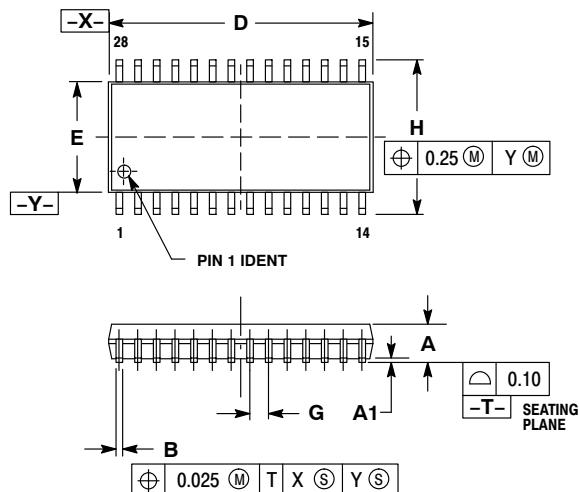 –X–
D
28
15
E
H
⌖ 0.25 Ⓜ Y Ⓜ
–Y–
1
14
PIN 1 IDENT
A
G
A1
⌓ 0.10
–T– SEATING
PLANE
B
⌖ 0.025 Ⓜ T X Ⓢ Y Ⓢ